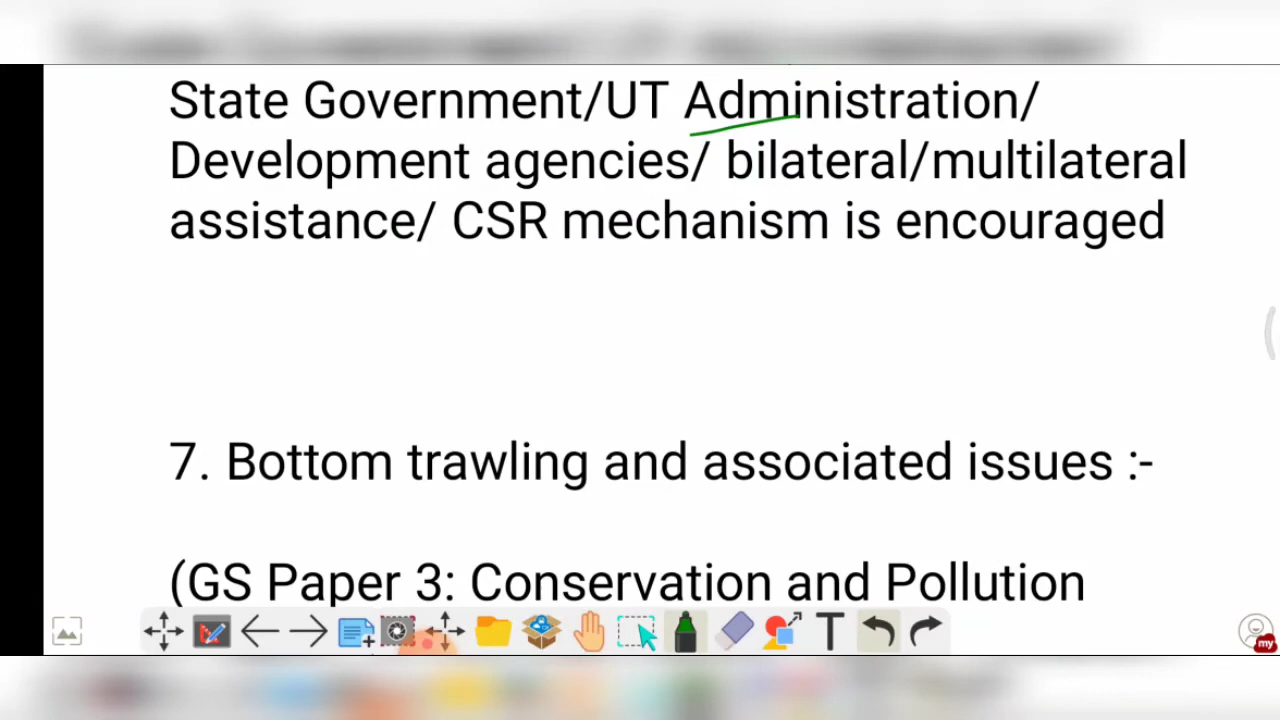 State Government/UT Administration/
Development agencies/ bilateral/multilateral
assistance/ CSR mechanism is encouraged
7. Bottom trawling and associated issues :-
(GS Paper 3: Conservation and Pollution
T
my